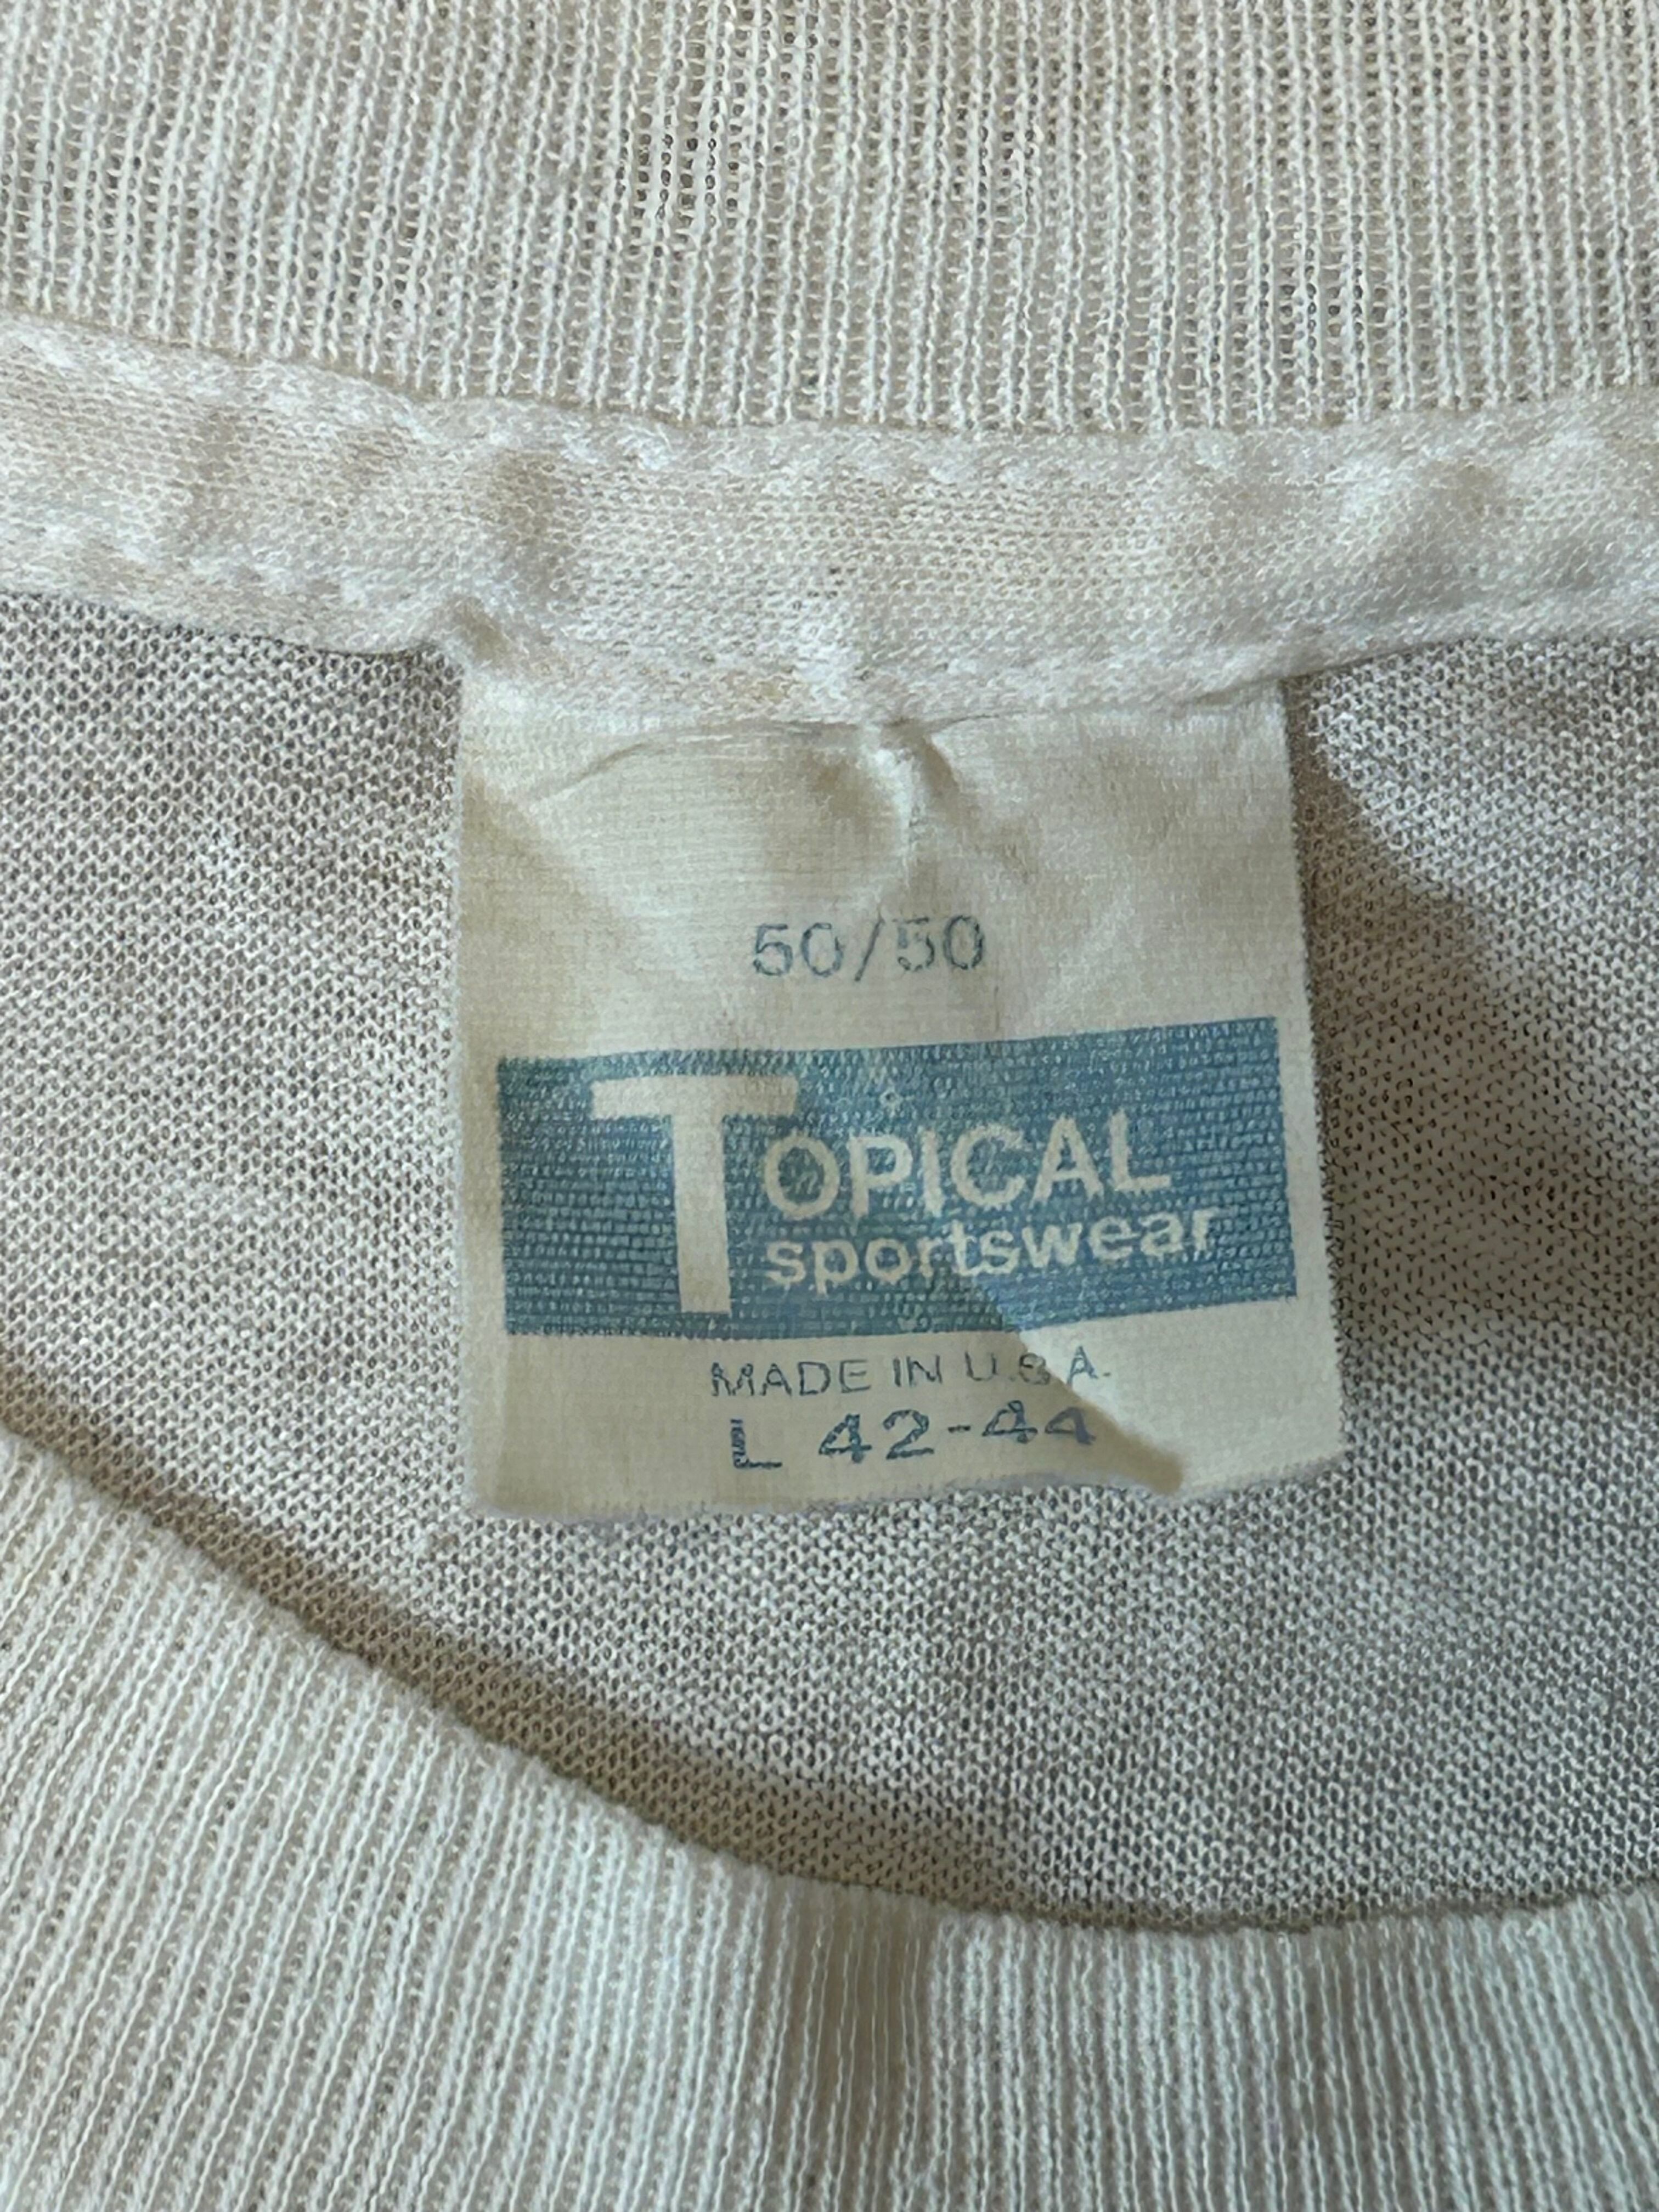 50/50
TOPICAL
sportswear
MADE IN U.S.A.
L 42-44